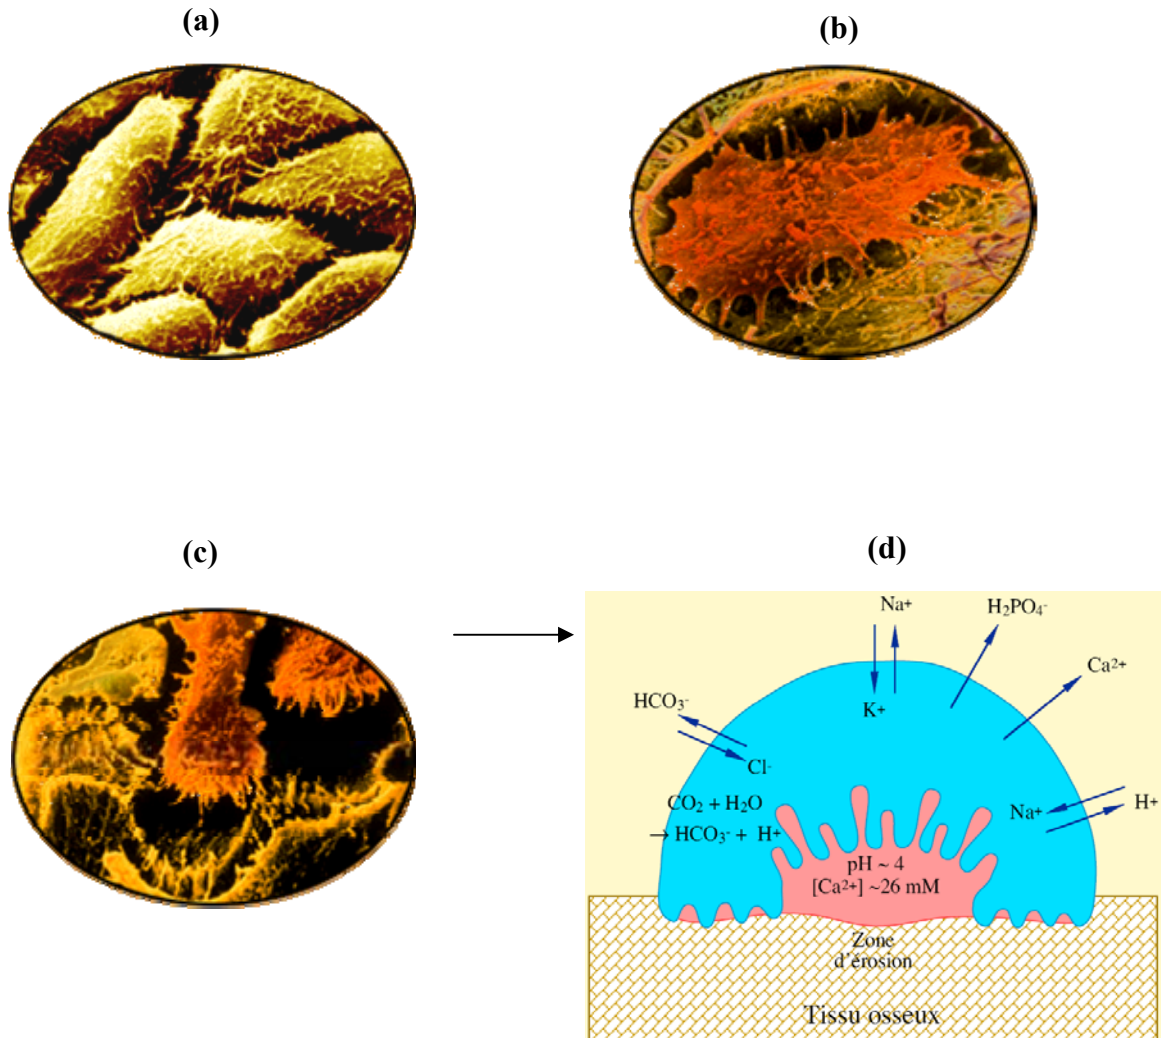 (a)
(b)
(c)
(d)
Na⁺
H₂PO₄⁻
Ca²⁺
HCO₃⁻
K⁺
Cl⁻
CO₂ + H₂O
→ HCO₃⁻ + H⁺
Na⁺
H⁺
pH ~ 4
[Ca²⁺] ~26 mM
Zone
d'érosion
Tissu osseux